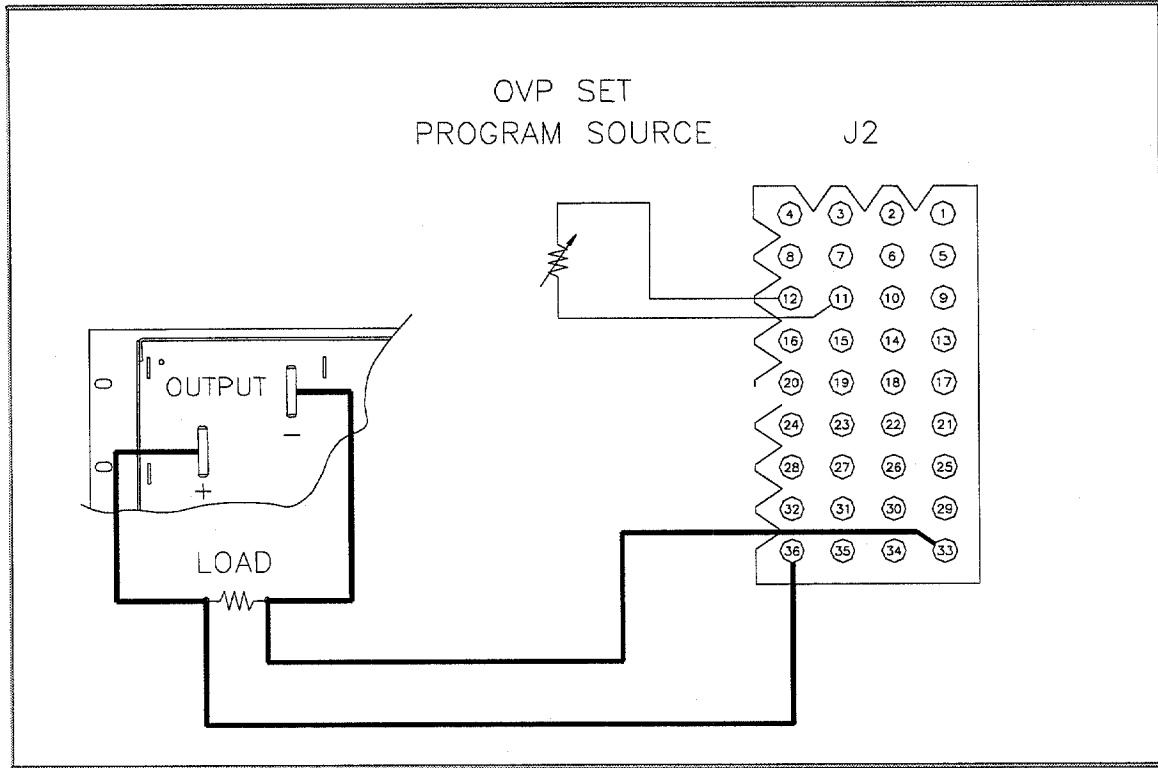 OVP SET
PROGRAM SOURCE
J2
4 3 2 1
8 7 6 5
12 11 10 9
16 15 14 13
20 19 18 17
24 23 22 21
28 27 26 25
32 31 30 29
36 35 34 33
OUTPUT
−
+
LOAD